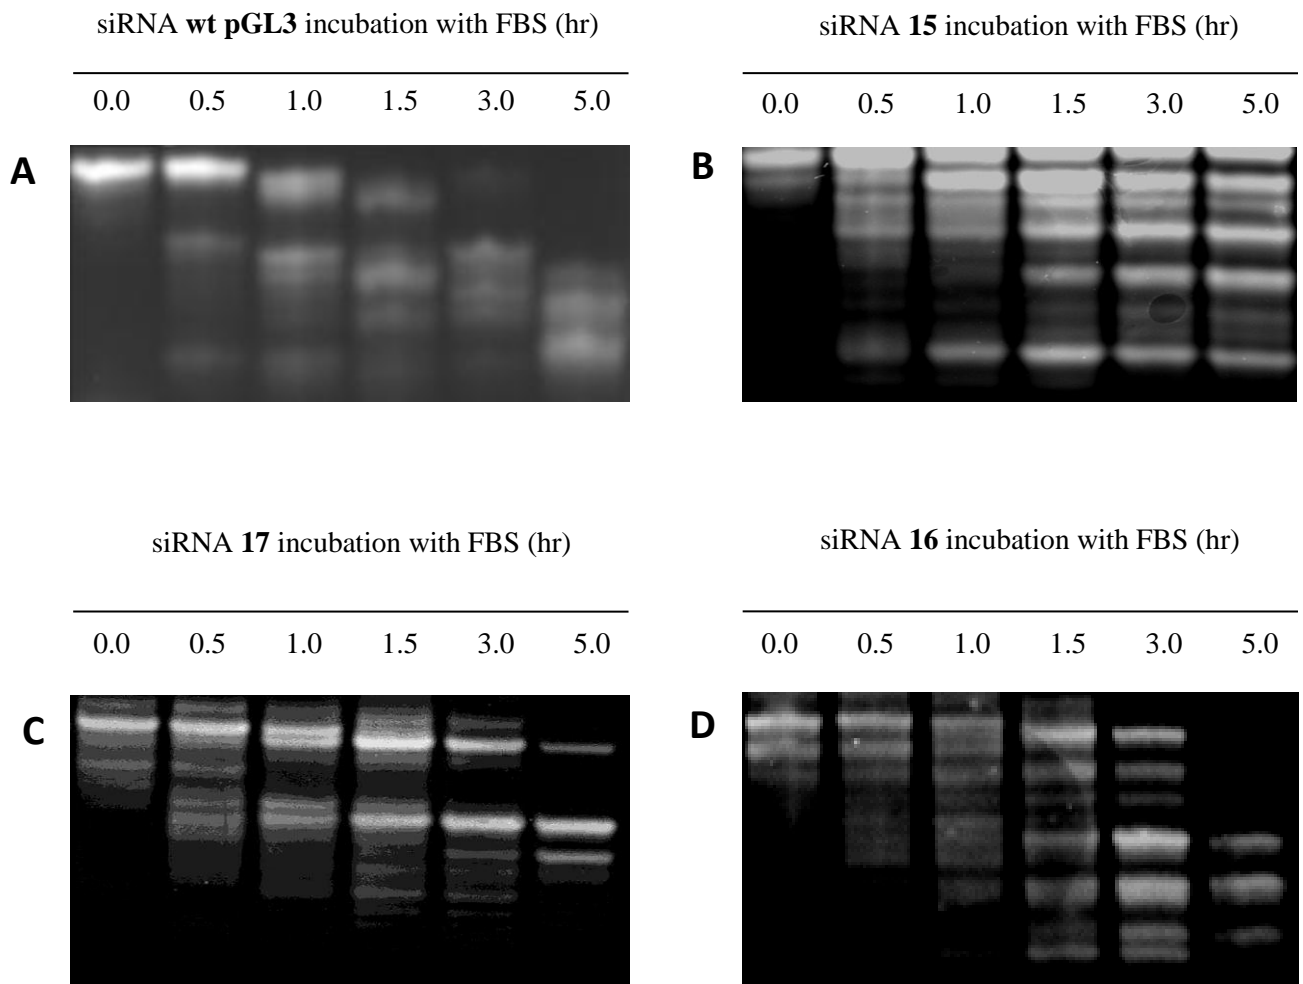 siRNA wt pGL3 incubation with FBS (hr)
0.0 0.5 1.0 1.5 3.0 5.0
A
siRNA 15 incubation with FBS (hr)
0.0 0.5 1.0 1.5 3.0 5.0
B
siRNA 17 incubation with FBS (hr)
0.0 0.5 1.0 1.5 3.0 5.0
C
siRNA 16 incubation with FBS (hr)
0.0 0.5 1.0 1.5 3.0 5.0
D